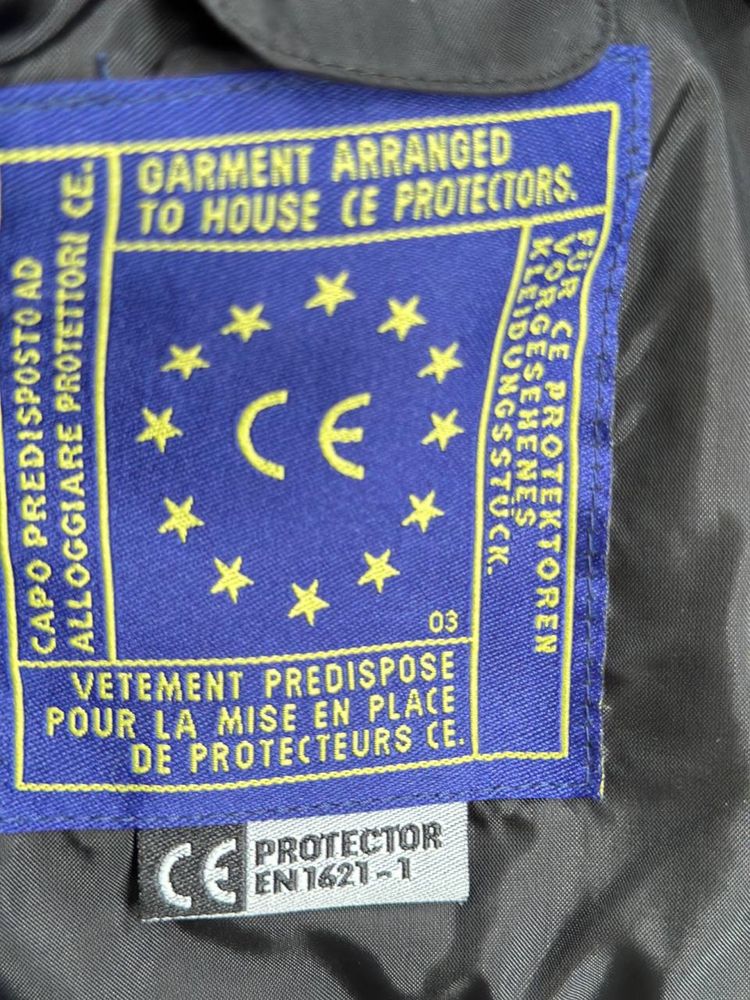 GARMENT ARRANGED
TO HOUSE CE PROTECTORS.
CAPO PREDISPOSTO AD
ALLOGGIARE PROTETTORI CE.
FÜR CE PROTEKTOREN
VORGESEHENES
KLEIDUNGSSTÜCK.
CE
03
VETEMENT PREDISPOSE
POUR LA MISE EN PLACE
DE PROTECTEURS CE.
CE PROTECTOR
EN1621-1